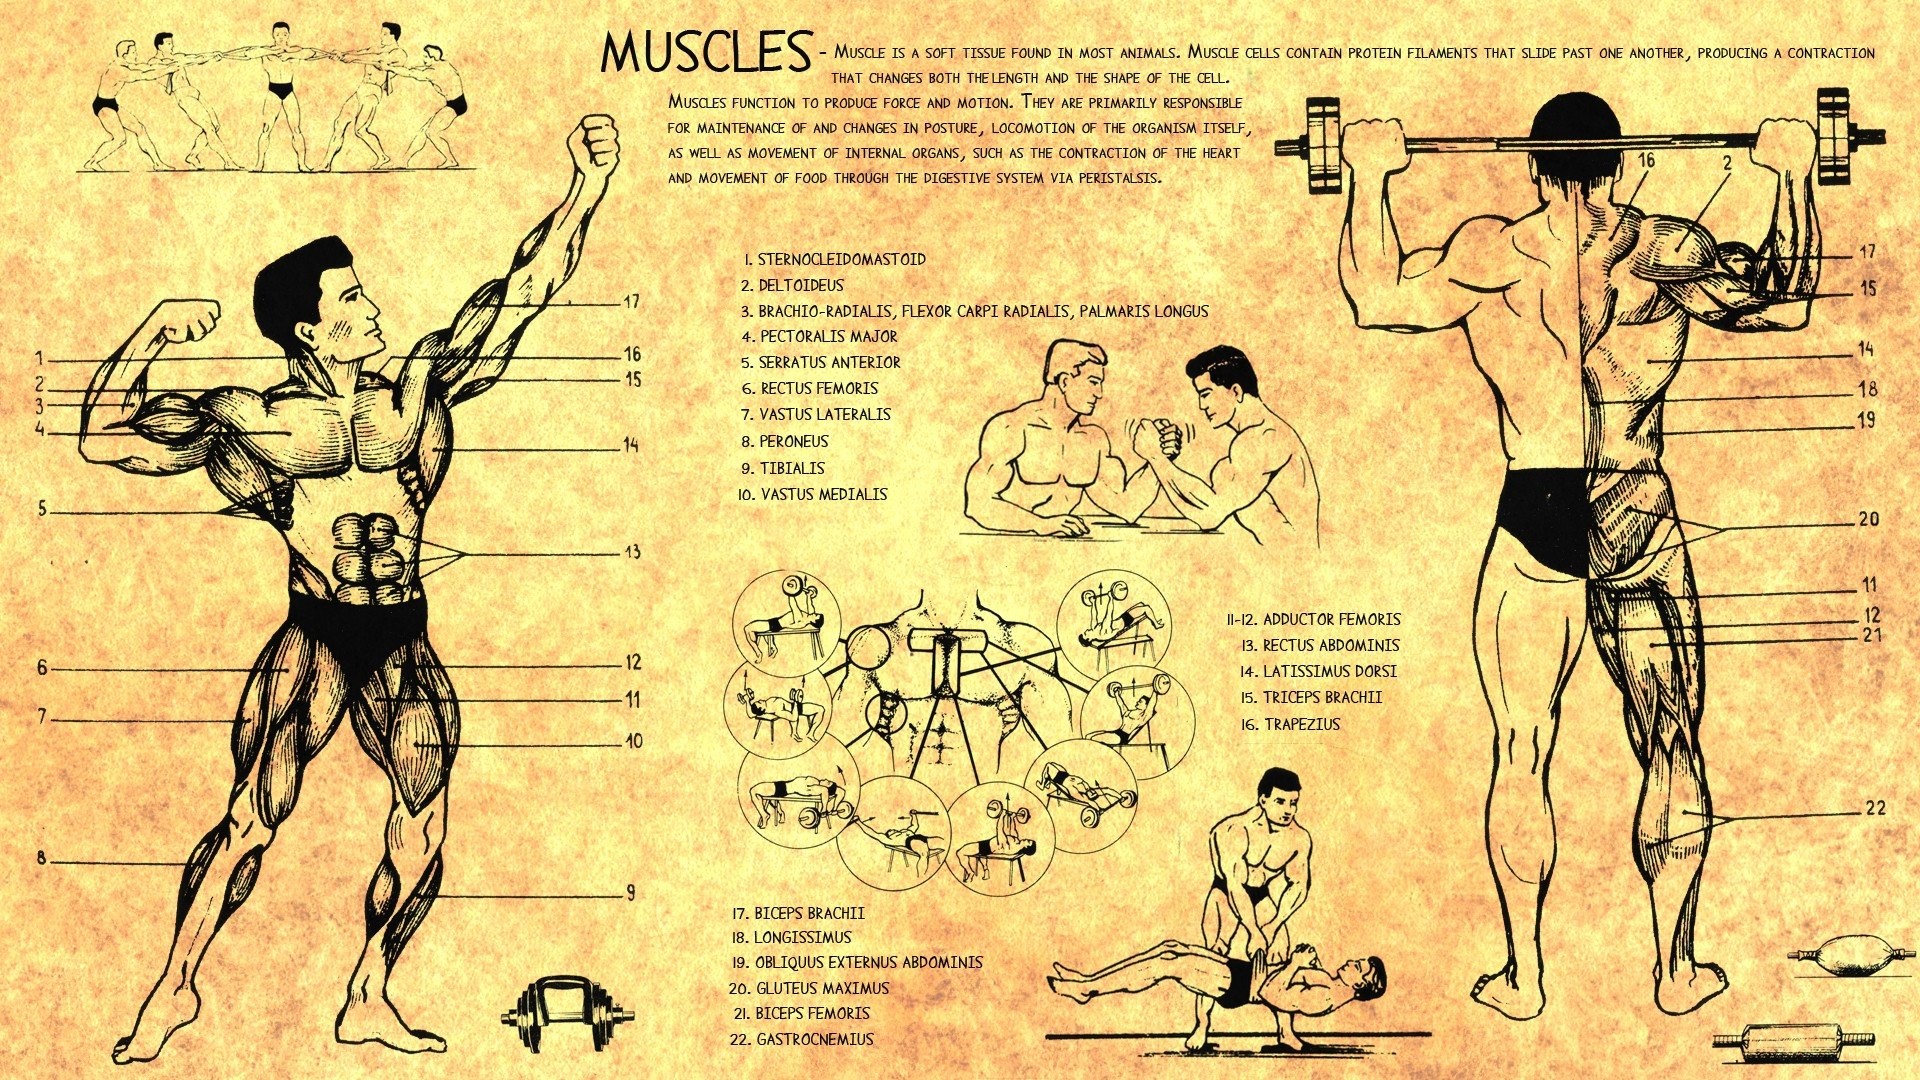 MUSCLES - MUSCLE IS A SOFT TISSUE FOUND IN MOST ANIMALS. MUSCLE CELLS CONTAIN PROTEIN FILAMENTS THAT SLIDE PAST ONE ANOTHER, PRODUCING A CONTRACTION
THAT CHANGES BOTH THE LENGTH AND THE SHAPE OF THE CELL.
MUSCLES FUNCTION TO PRODUCE FORCE AND MOTION. THEY ARE PRIMARILY RESPONSIBLE
FOR MAINTENANCE OF AND CHANGES IN POSTURE, LOCOMOTION OF THE ORGANISM ITSELF,
AS WELL AS MOVEMENT OF INTERNAL ORGANS, SUCH AS THE CONTRACTION OF THE HEART
AND MOVEMENT OF FOOD THROUGH THE DIGESTIVE SYSTEM VIA PERISTALSIS.
1
2
3
4
5
6
7
8
17
16
15
14
13
12
11
10
9
1. STERNOCLEIDOMASTOID
2. DELTOIDEUS
3. BRACHIO-RADIALIS, FLEXOR CARPI RADIALIS, PALMARIS LONGUS
4. PECTORALIS MAJOR
5. SERRATUS ANTERIOR
6. RECTUS FEMORIS
7. VASTUS LATERALIS
8. PERONEUS
9. TIBIALIS
10. VASTUS MEDIALIS
11-12. ADDUCTOR FEMORIS
13. RECTUS ABDOMINIS
14. LATISSIMUS DORSI
15. TRICEPS BRACHII
16. TRAPEZIUS
17. BICEPS BRACHII
18. LONGISSIMUS
19. OBLIQUUS EXTERNUS ABDOMINIS
20. GLUTEUS MAXIMUS
21. BICEPS FEMORIS
22. GASTROCNEMIUS
16 2
17
15
14
18
19
20
11
12
21
22